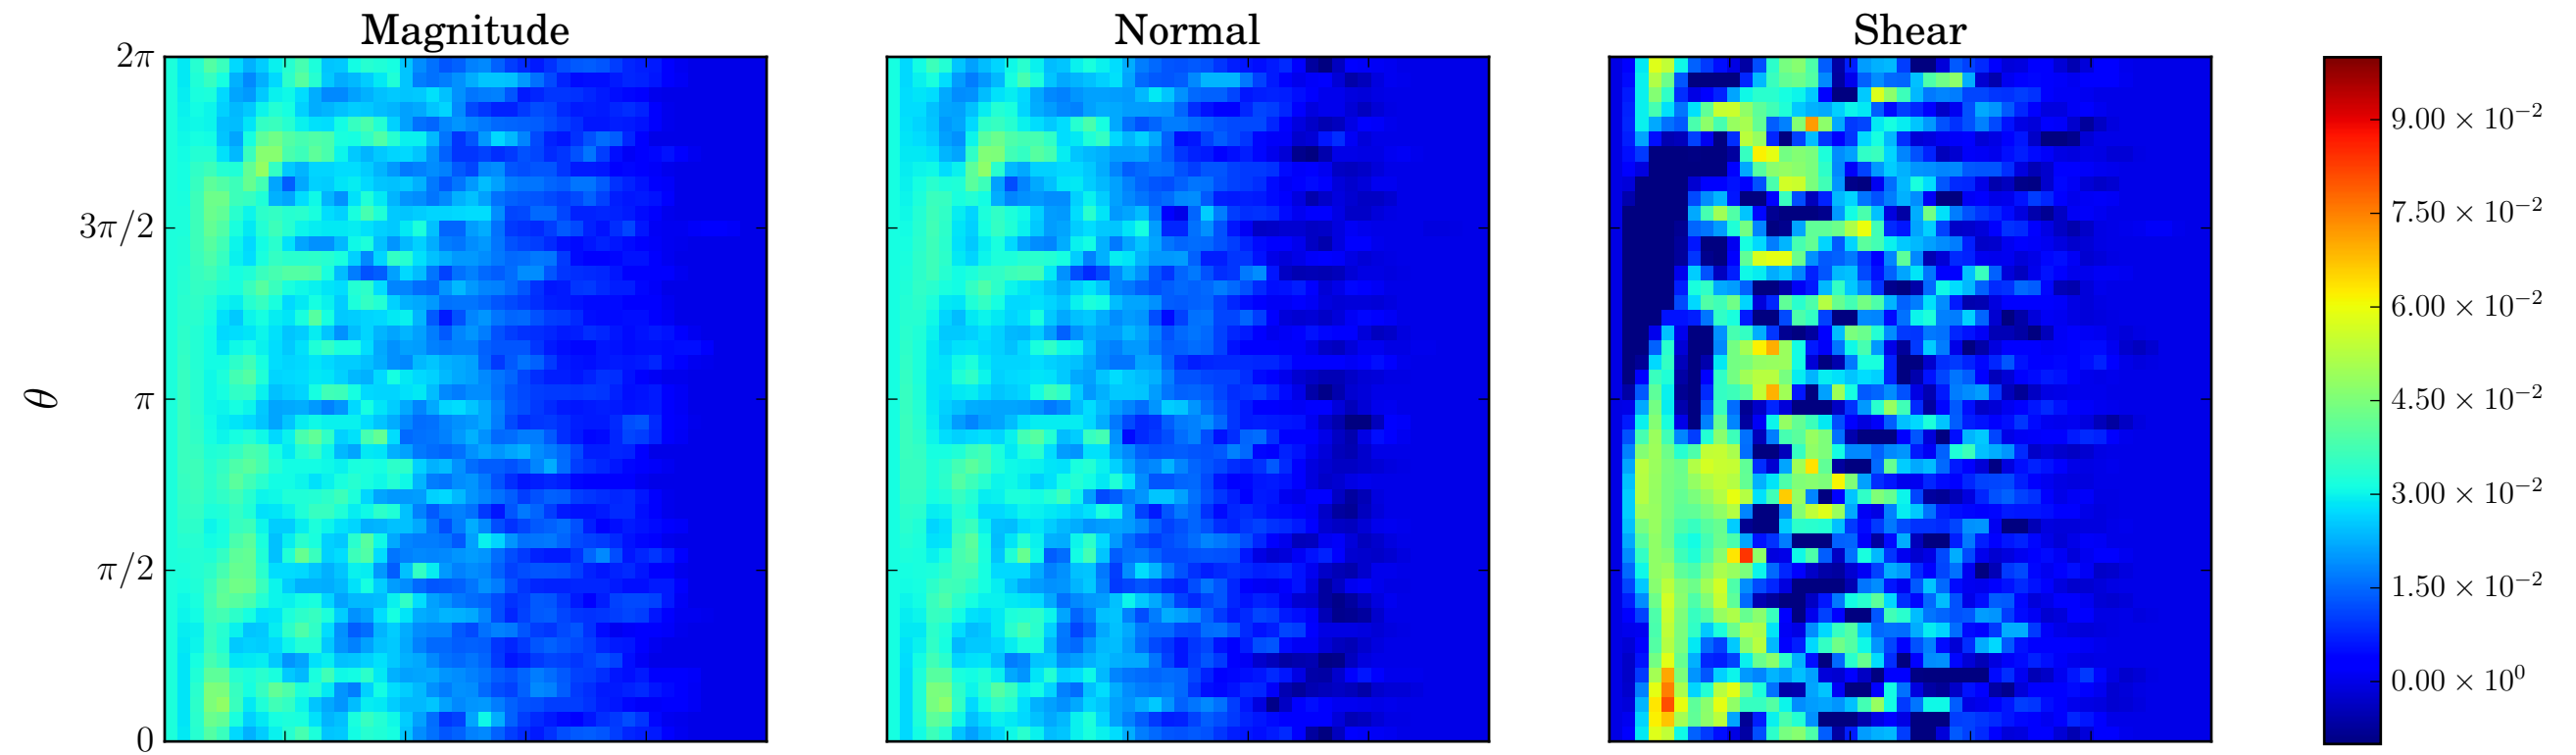 Magnitude
Normal
Shear
2π
3π/2
π
π/2
0
θ
9.00 × 10⁻²
7.50 × 10⁻²
6.00 × 10⁻²
4.50 × 10⁻²
3.00 × 10⁻²
1.50 × 10⁻²
0.00 × 10⁰